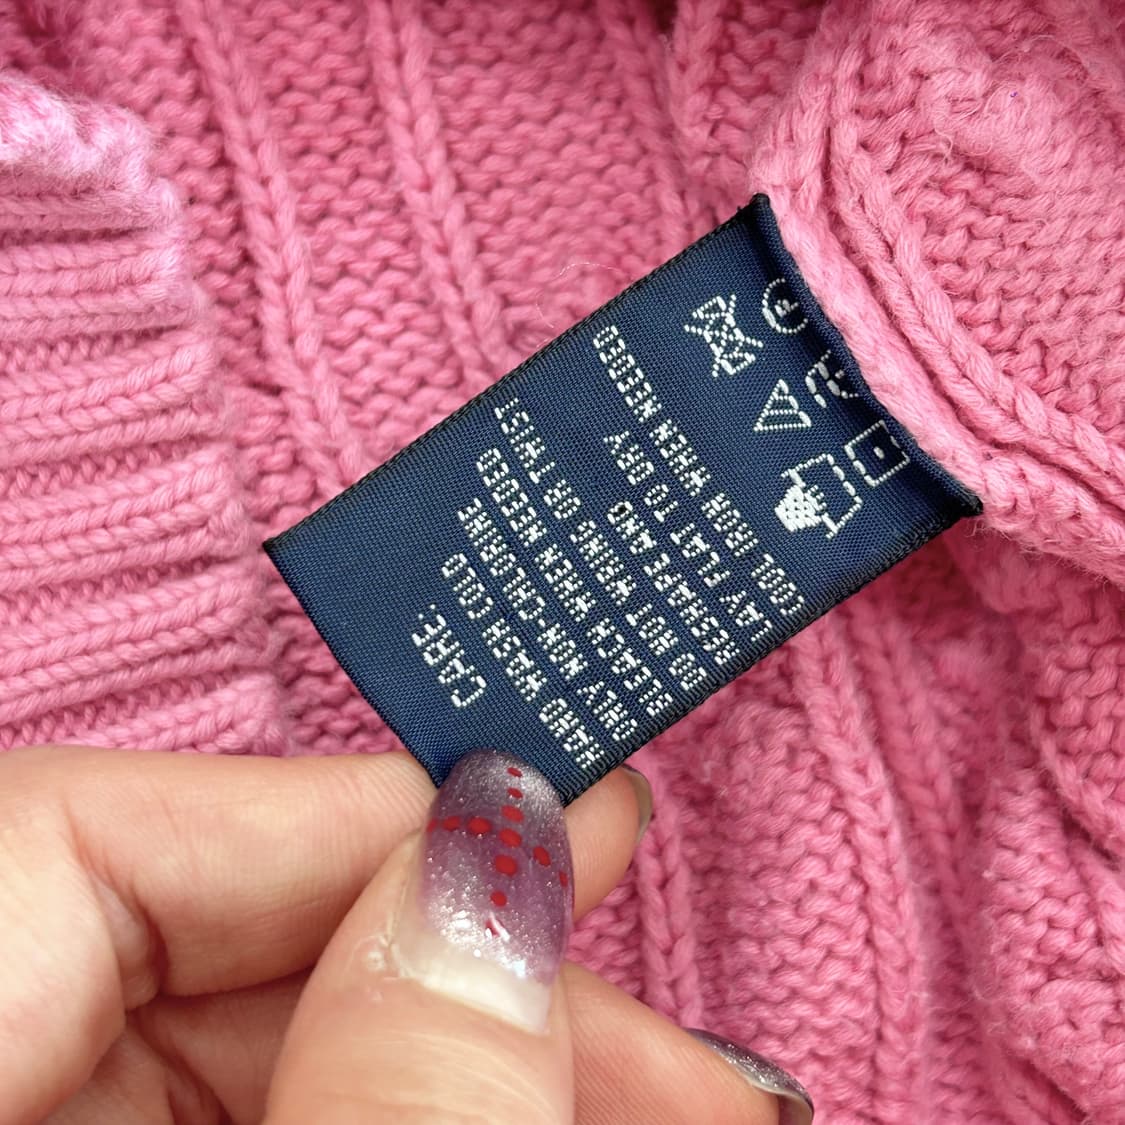 CARE:
HAND WASH COLD
ONLY NON-CHLORINE
BLEACH WHEN NEEDED
DO NOT WRING OR TWIST
RESHAPE AND
LAY FLAT TO DRY
COOL IRON WHEN NEEDED
P